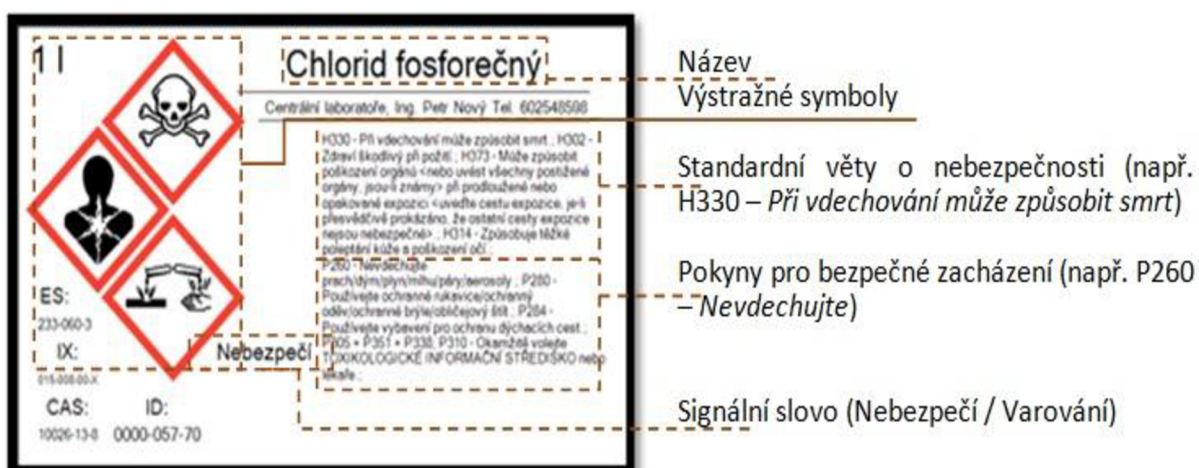 1 l
Chlorid fosforečný
Centrální laboratoře, Ing. Petr Nový Tel. 602548598
H330 - Při vdechování může způsobit smrt ; H302 -
Zdraví škodlivý při požití ; H373 - Může způsobit
poškození orgánů <nebo uvést všechny postižené
orgány, jsou-li známy> při prodloužené nebo
opakované expozici <uveďte cestu expozice, je-li
přesvědčivě prokázáno, že ostatní cesty expozice
nejsou nebezpečné> ; H314 - Způsobuje těžké
poleptání kůže a poškození očí ;
P260 - Nevdechujte
prach/dým/plyn/mlhu/páry/aerosoly ; P280 -
Používejte ochranné rukavice/ochranný
oděv/ochranné brýle/obličejový štít ; P284 -
Používejte vybavení pro ochranu dýchacích cest ;
P305 + P351 + P338, P310 - Okamžitě volejte
TOXIKOLOGICKÉ INFORMAČNÍ STŘEDISKO nebo
lékaře ;
ES:
233-060-3
IX:
015-008-00-X
Nebezpečí
CAS: ID:
10026-13-8 0000-057-70
Název
Výstražné symboly
Standardní věty o nebezpečnosti (např.
H330 – Při vdechování může způsobit smrt)
Pokyny pro bezpečné zacházení (např. P260
– Nevdechujte)
Signální slovo (Nebezpečí / Varování)